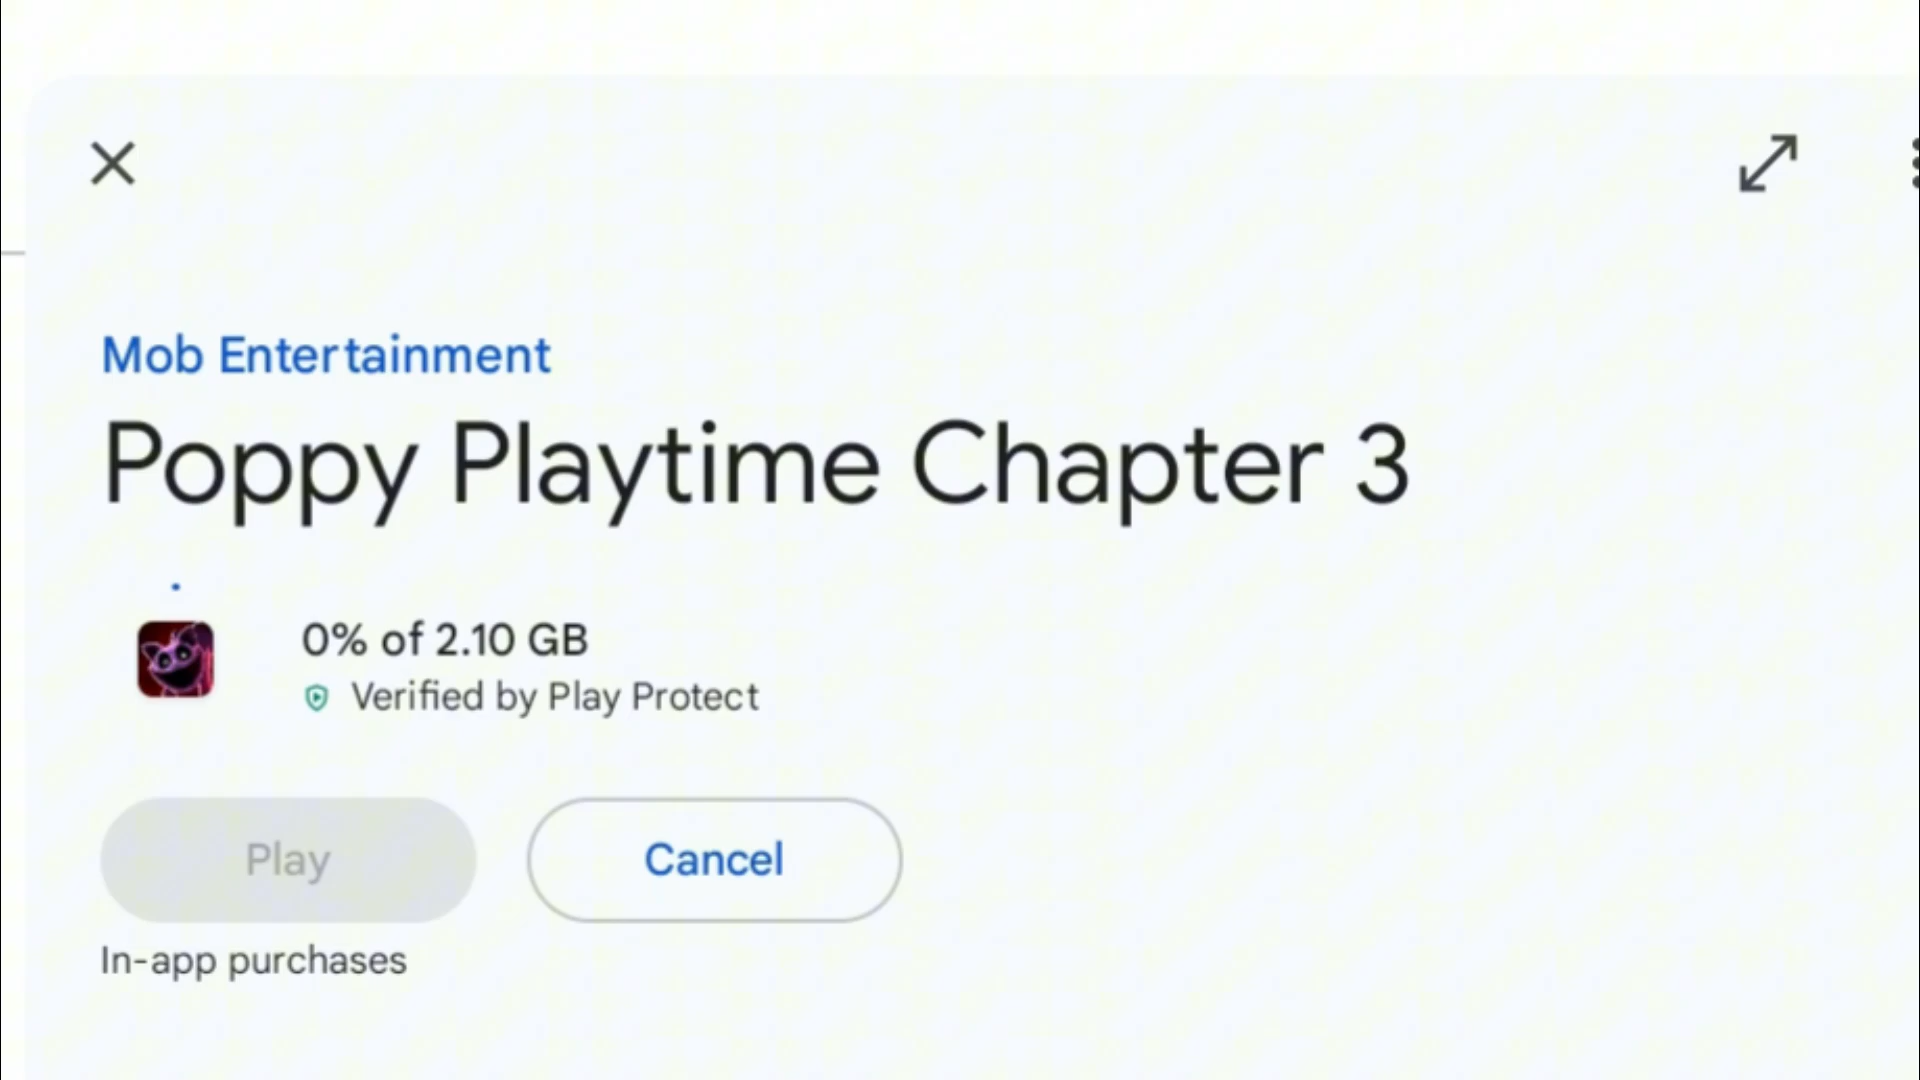 Mob Entertainment
Poppy Playtime Chapter 3
0% of 2.10 GB
Verified by Play Protect
Play
Cancel
In-app purchases